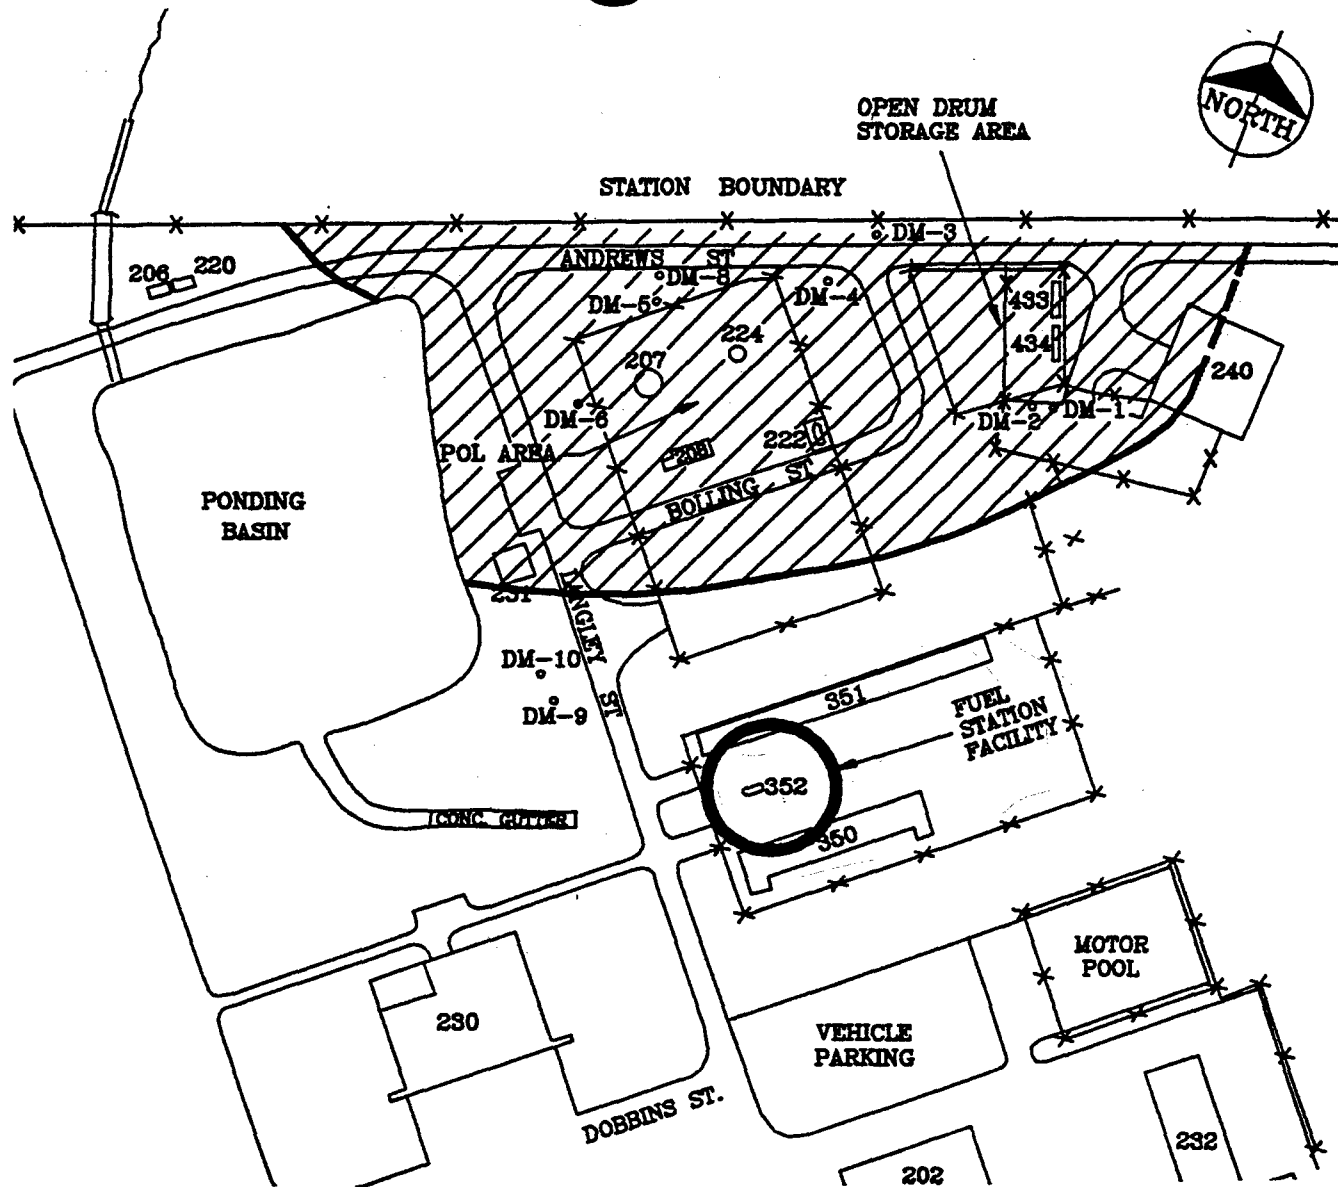 OPEN DRUM
STORAGE AREA
NORTH
STATION BOUNDARY
DM-3
ANDREWS ST
206
220
DM-8
DM-5
DM-4
433
224
434
207
240
DM-6
DM-2
DM-1
222
POL AREA
208
BOLLING ST
PONDING
BASIN
231
LANGLEY ST
DM-10
DM-9
351
FUEL
STATION
FACILITY
352
CONC. GUTTER
350
MOTOR
POOL
230
VEHICLE
PARKING
DOBBINS ST.
232
202